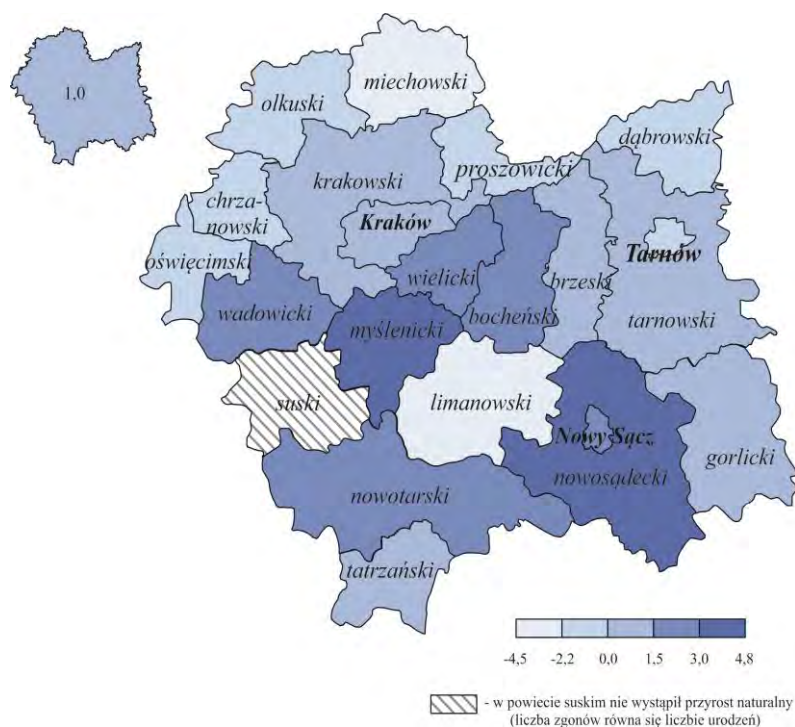 miechowski
olkuski
1,0
dąbrowski
proszowicki
krakowski
chrza-
nowski
Kraków
Tarnów
oświęcimski
wielicki
brzeski
wadowicki
bocheński
tarnowski
myślenicki
suski
limanowski
Nowy Sącz
gorlicki
nowosądecki
nowotarski
tatrzański
-4,5 -2,2 0,0 1,5 3,0 4,8
- w powiecie suskim nie wystąpił przyrost naturalny
(liczba zgonów równa się liczbie urodzeń)